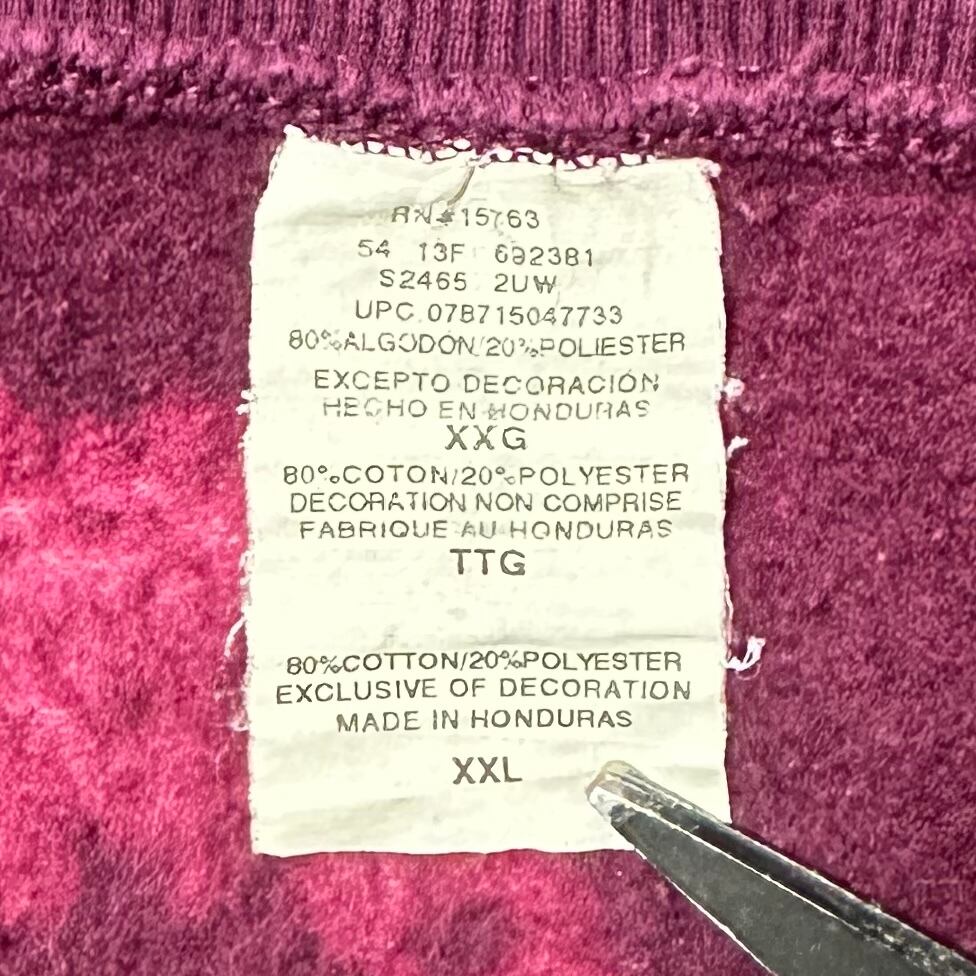 RN#15763
54 13F 692381
S2465 2UW
UPC.078715047733
80%ALGODÓN/20%POLIESTER
EXCEPTO DECORACIÓN
HECHO EN HONDURAS
XXG
80%COTON/20%POLYESTER
DECORATION NON COMPRISE
FABRIQUE AU HONDURAS
TTG
80%COTTON/20%POLYESTER
EXCLUSIVE OF DECORATION
MADE IN HONDURAS
XXL